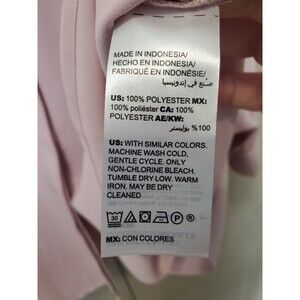 MADE IN INDONESIA/
HECHO EN INDONESIA/
FABRIQUÉ EN INDONÉSIE/
صنع في إندونيسيا
US: 100% POLYESTER MX:
100% poliéster CA: 100%
POLYESTER AE/KW:
100% بوليستر
US: WITH SIMILAR COLORS.
MACHINE WASH COLD,
GENTLE CYCLE. ONLY
NON-CHLORINE BLEACH.
TUMBLE DRY LOW. WARM
IRON. MAY BE DRY
CLEANED
30 P
MX: CON COLORES